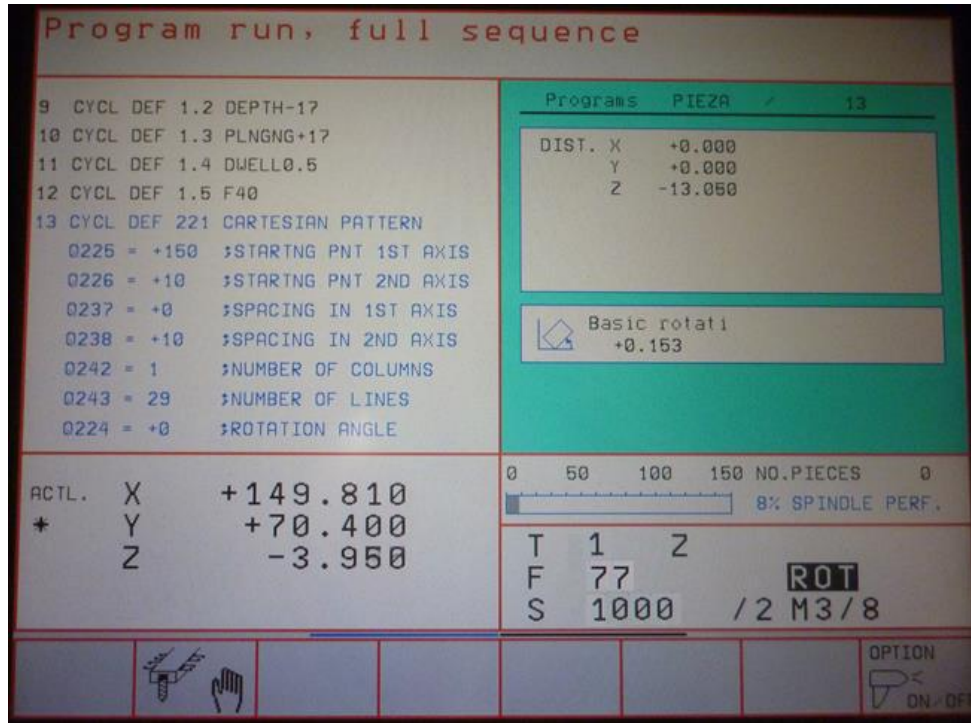 Program run, full sequence
9 CYCL DEF 1.2 DEPTH-17
10 CYCL DEF 1.3 PLNGNG+17
11 CYCL DEF 1.4 DWELL0.5
12 CYCL DEF 1.5 F40
13 CYCL DEF 221 CARTESIAN PATTERN
Q225 = +150 ;STARTNG PNT 1ST AXIS
Q226 = +10 ;STARTNG PNT 2ND AXIS
Q237 = +0 ;SPACING IN 1ST AXIS
Q238 = +10 ;SPACING IN 2ND AXIS
Q242 = 1 ;NUMBER OF COLUMNS
Q243 = 29 ;NUMBER OF LINES
Q224 = +0 ;ROTATION ANGLE
Programs PIEZA / 13
DIST. X +0.000
Y +0.000
Z -13.050
Basic rotati
+0.153
ACTL. X +149.810
* Y +70.400
Z -3.950
0 50 100 150 NO.PIECES 0
8% SPINDLE PERF.
T 1 Z
F 77 ROT
S 1000 /2 M3/8
OPTION
ON/OFF